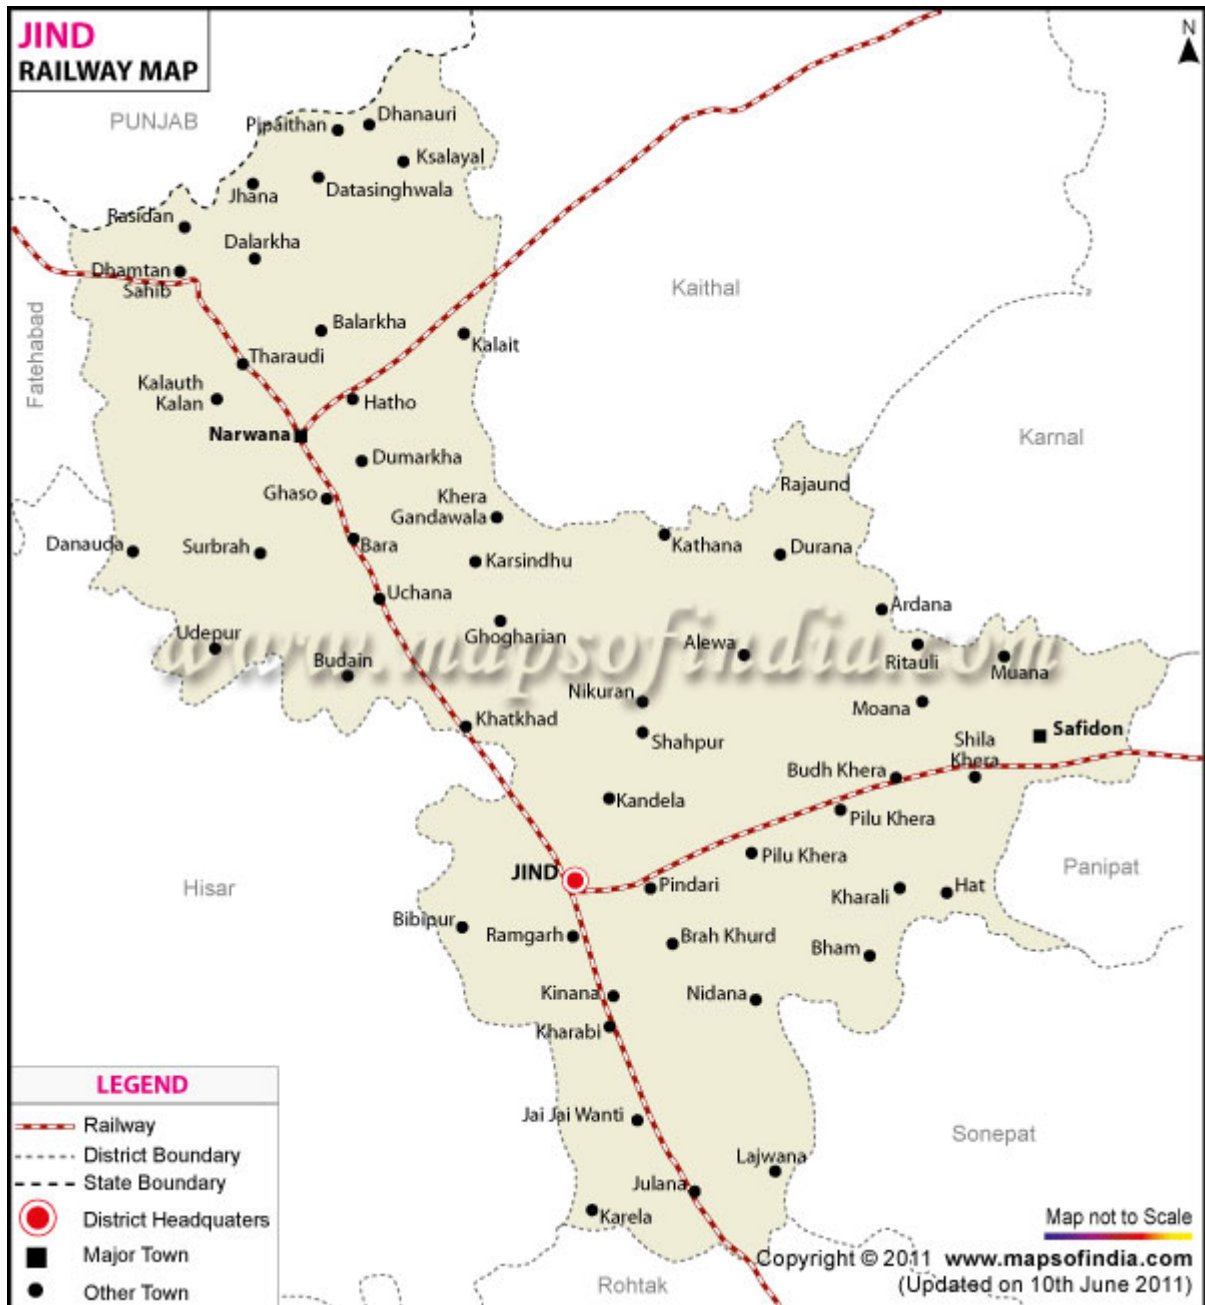 JIND
RAILWAY MAP
N
PUNJAB
Pipaithan
Dhanauri
Ksalayal
Datasinghwala
Jhana
Rasidan
Dalarkha
Dhamtan
Sahib
Kaithal
Fatehabad
Balarkha
Kalait
Tharaudi
Kalauth
Kalan
Hatho
Narwana
Karnal
Dumarkha
Rajaund
Ghaso
Khera
Gandawala
Danauda
Surbrah
Bara
Karsindhu
Kathana
Durana
Uchana
Ardana
Udepur
Ghogharian
Alewa
Ritauli
Muana
www.mapsofindia.com
Budain
Nikuran
Moana
Khatkhad
Shahpur
Safidon
Shila
Khera
Budh Khera
Kandela
Pilu Khera
Pilu Khera
JIND
Pindari
Panipat
Hisar
Kharali
Hat
Bibipur
Ramgarh
Brah Khurd
Bham
Kinana
Nidana
Kharabi
Jai Jai Wanti
Sonepat
Lajwana
Julana
Karela
Rohtak
LEGEND
Railway
District Boundary
State Boundary
District Headquaters
Major Town
Other Town
Map not to Scale
Copyright © 2011 www.mapsofindia.com
(Updated on 10th June 2011)